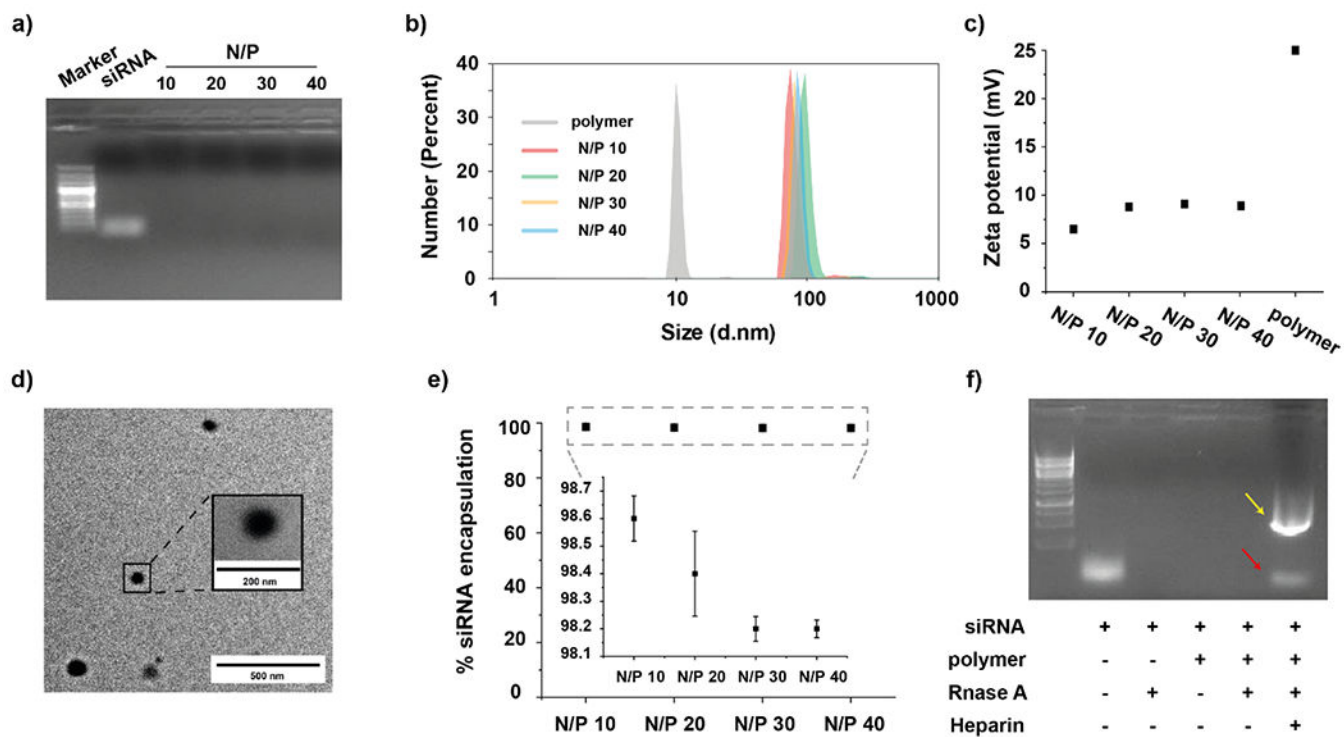 a)
Marker
siRNA
N/P
10 20 30 40
b)
Number (Percent)
40
30
20
10
0
polymer
N/P 10
N/P 20
N/P 30
N/P 40
1 10 100 1000
Size (d.nm)
c)
Zeta potential (mV)
25
20
15
10
5
0
N/P 10 N/P 20 N/P 30 N/P 40 polymer
d)
200 nm
500 nm
e)
% siRNA encapsulation
100
80
60
40
20
0
98.7
98.6
98.5
98.4
98.3
98.2
98.1
N/P 10 N/P 20 N/P 30 N/P 40
N/P 10 N/P 20 N/P 30 N/P 40
f)
siRNA + + + + +
polymer - - + + +
Rnase A - + - + +
Heparin - - - - +